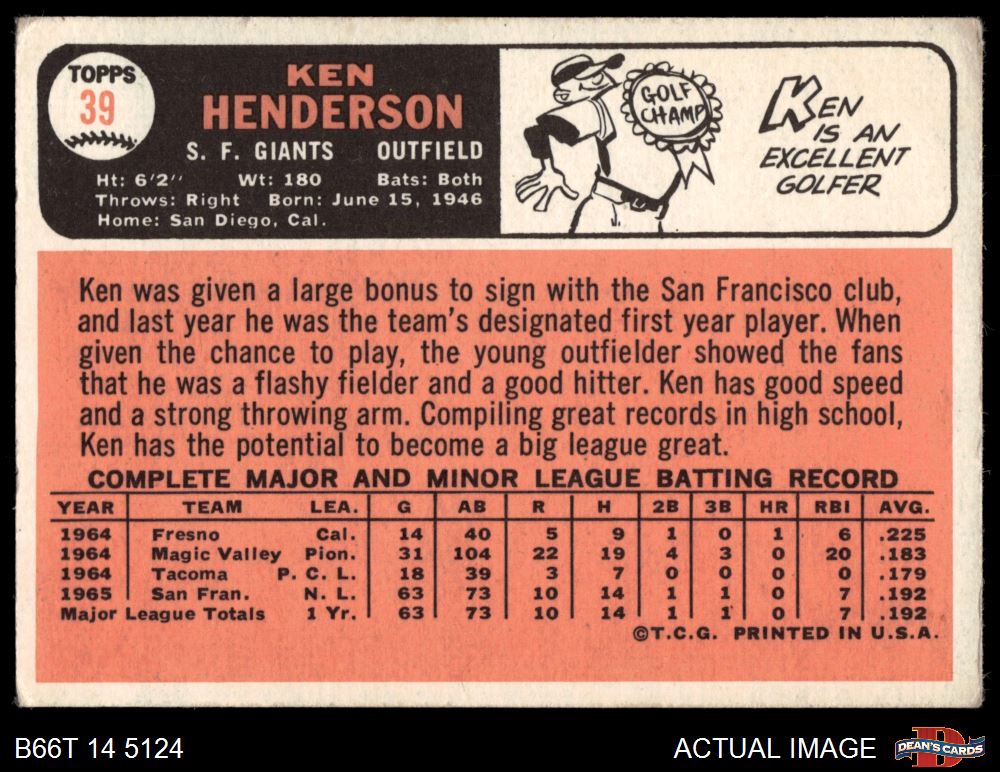 TOPPS
39
KEN
HENDERSON
S. F. GIANTS OUTFIELD
Ht: 6'2" Wt: 180 Bats: Both
Throws: Right Born: June 15, 1946
Home: San Diego, Cal.
GOLF
CHAMP
KEN
IS AN
EXCELLENT
GOLFER
Ken was given a large bonus to sign with the San Francisco club,
and last year he was the team's designated first year player. When
given the chance to play, the young outfielder showed the fans
that he was a flashy fielder and a good hitter. Ken has good speed
and a strong throwing arm. Compiling great records in high school,
Ken has the potential to become a big league great.
COMPLETE MAJOR AND MINOR LEAGUE BATTING RECORD
YEAR TEAM LEA. G AB R H 2B 3B HR RBI AVG.
1964 Fresno Cal. 14 40 5 9 1 0 1 6 .225
1964 Magic Valley Pion. 31 104 22 19 4 3 0 20 .183
1964 Tacoma P. C. L. 18 39 3 7 0 0 0 0 .179
1965 San Fran. N. L. 63 73 10 14 1 1 0 7 .192
Major League Totals 1 Yr. 63 73 10 14 1 1 0 7 .192
©T.C.G. PRINTED IN U.S.A.
B66T 14 5124
ACTUAL IMAGE
DEAN'S CARDS